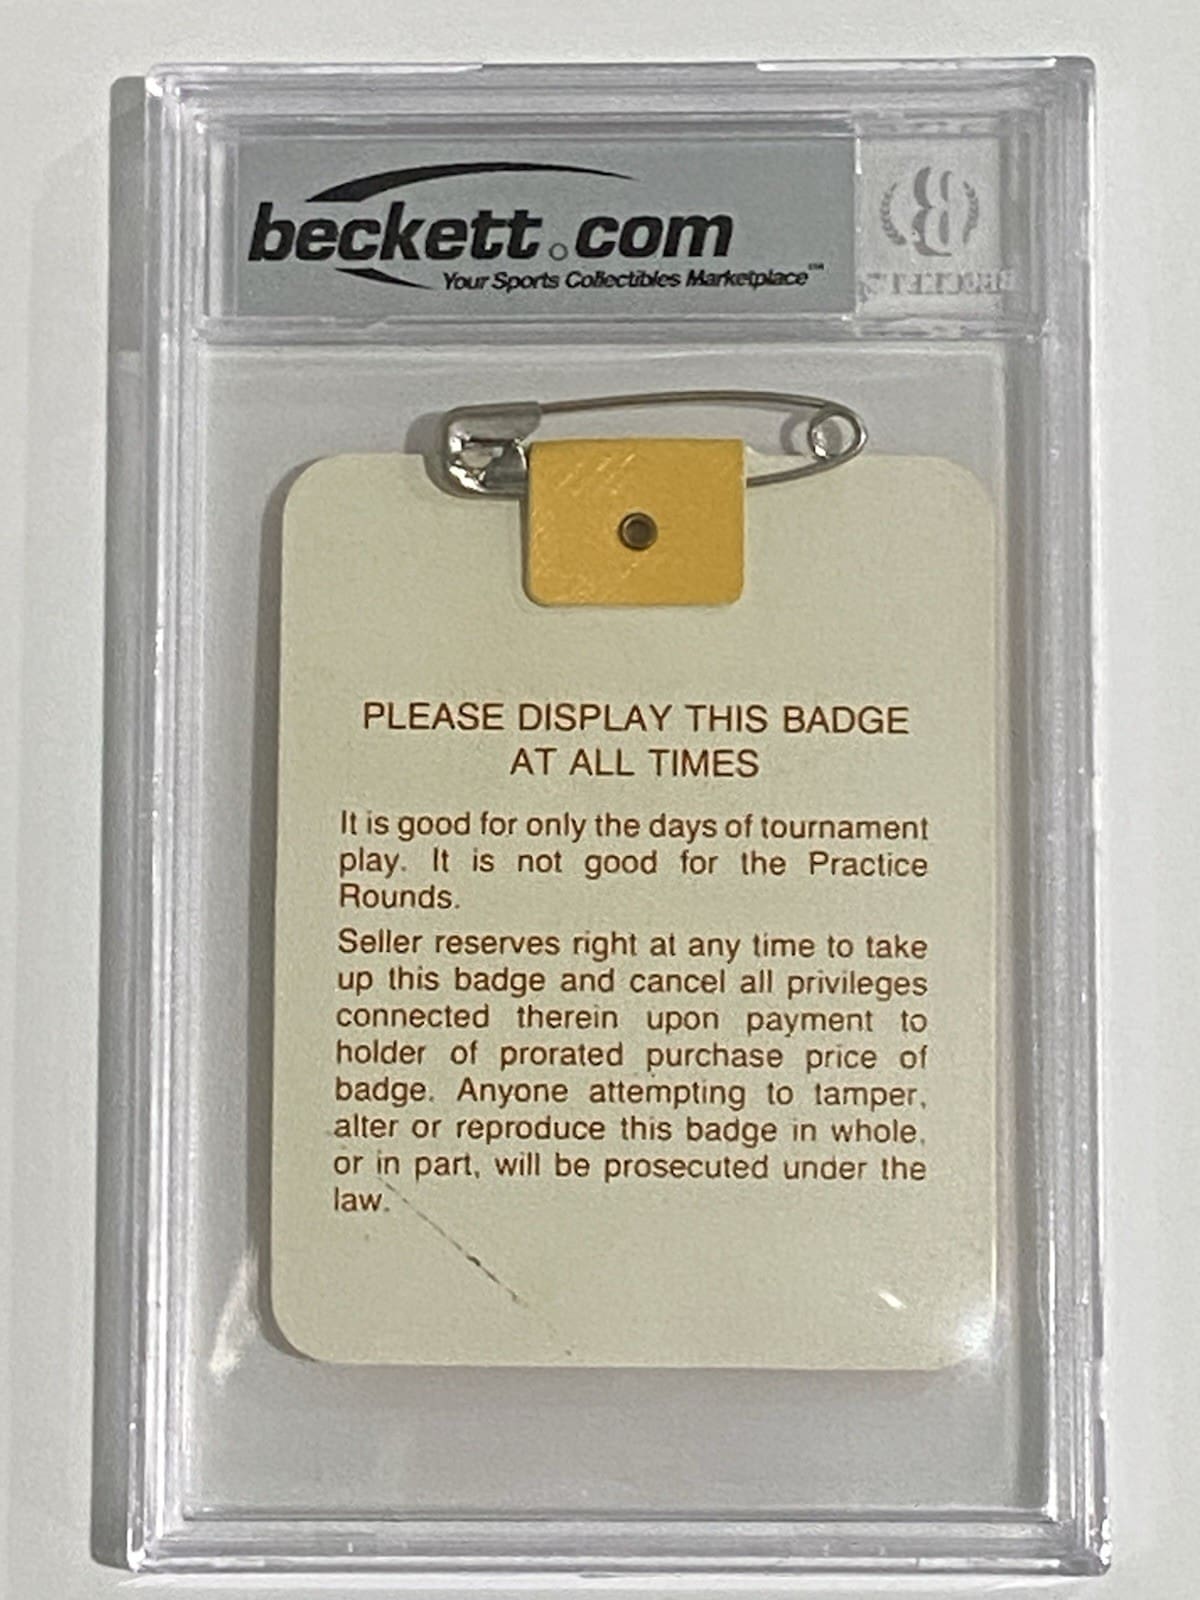 beckett.com
Your Sports Collectibles Marketplace℠
B
BECKETT
PLEASE DISPLAY THIS BADGE
AT ALL TIMES
It is good for only the days of tournament
play. It is not good for the Practice
Rounds.
Seller reserves right at any time to take
up this badge and cancel all privileges
connected therein upon payment to
holder of prorated purchase price of
badge. Anyone attempting to tamper,
alter or reproduce this badge in whole,
or in part, will be prosecuted under the
law.